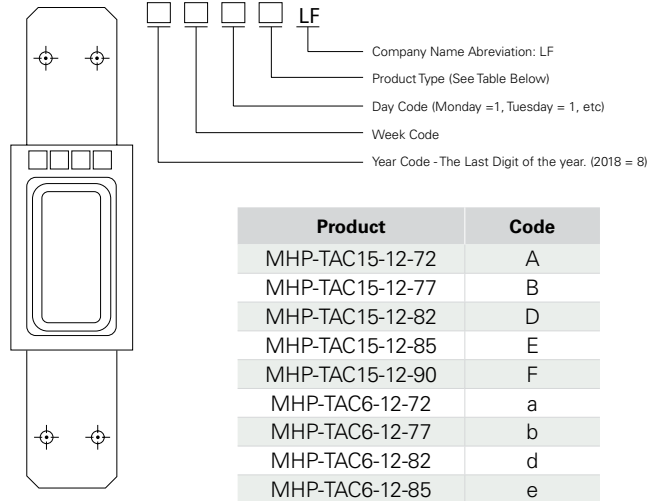 LF
Company Name Abreviation: LF
Product Type (See Table Below)
Day Code (Monday =1, Tuesday = 1, etc)
Week Code
Year Code - The Last Digit of the year. (2018 = 8)
Product Code
MHP-TAC15-12-72 A
MHP-TAC15-12-77 B
MHP-TAC15-12-82 D
MHP-TAC15-12-85 E
MHP-TAC15-12-90 F
MHP-TAC6-12-72 a
MHP-TAC6-12-77 b
MHP-TAC6-12-82 d
MHP-TAC6-12-85 e